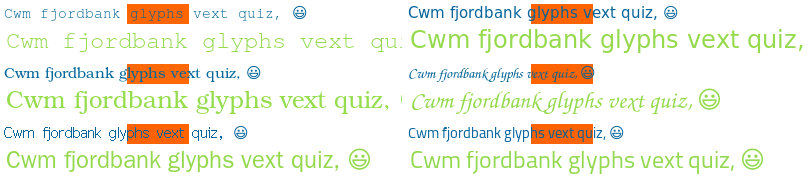 Cwm fjordbank glyphs vext quiz, 😃
Cwm fjordbank glyphs vext qui
Cwm fjordbank glyphs vext quiz, 😃
Cwm fjordbank glyphs vext quiz,
Cwm fjordbank glyphs vext quiz, 😃
Cwm fjordbank glyphs vext quiz, 😃
Cwm fjordbank glyphs vext quiz, 😃
Cwm fjordbank glyphs vext quiz,
Cwm fjordbank glyphs vext quiz, 😃
Cwm fjordbank glyphs vext quiz, 😃
Cwm fjordbank glyphs vext quiz, 😃
Cwm fjordbank glyphs vext quiz, 😃